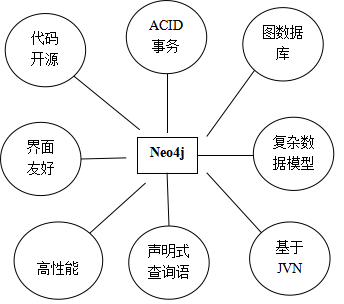 代码
开源
ACID
事务
图数据
库
界面
友好
Neo4j
复杂数
据模型
高性能
声明式
查询语
基于
JVN